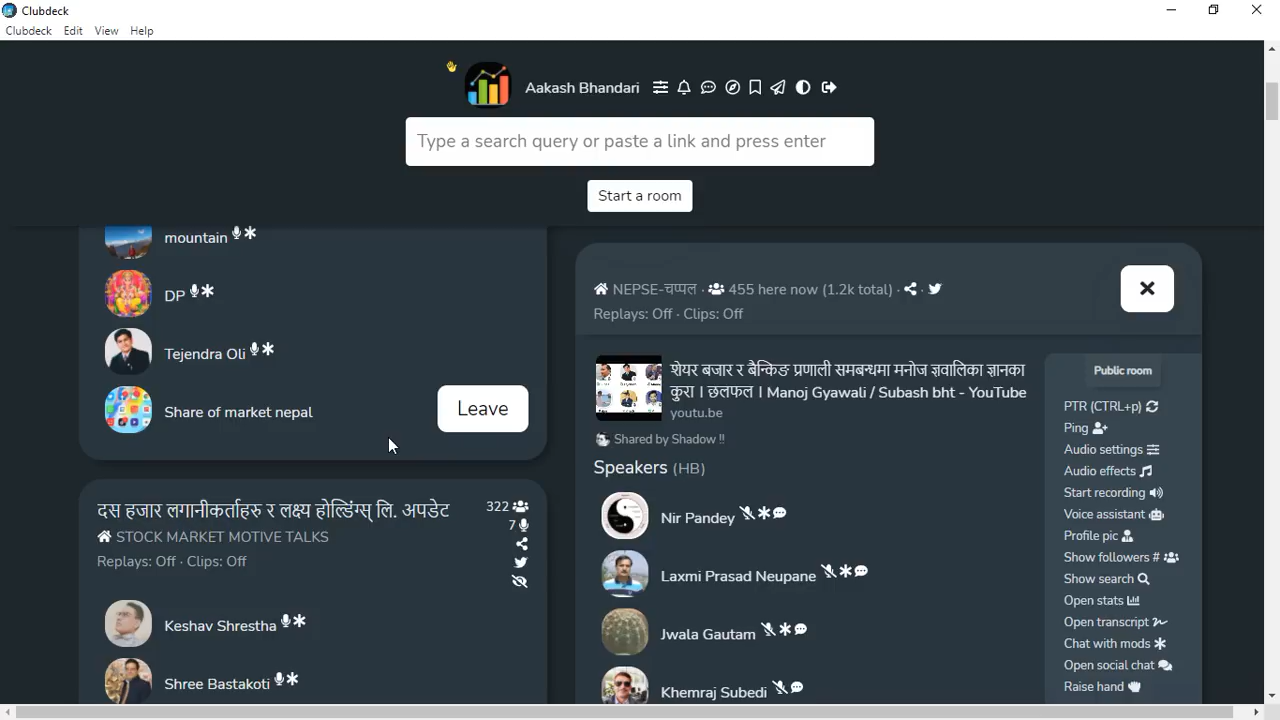 Clubdeck
Clubdeck Edit View Help
Aakash Bhandari
Type a search query or paste a link and press enter
Start a room
mountain
DP
Tejendra Oli
Share of market nepal
Leave
दस हजार लगानीकर्ताहरु र लक्ष्य होल्डिंग्स् लि. अपडेट
322
STOCK MARKET MOTIVE TALKS
7
Replays: Off · Clips: Off
Keshav Shrestha
Shree Bastakoti
NEPSE-चप्पल · 455 here now (1.2k total) · ·
Replays: Off · Clips: Off
शेयर बजार र बैन्किङ प्रणाली समबन्धमा मनोज ज्ञवालिका ज्ञानका
कुरा । छलफल । Manoj Gyawali / Subash bht - YouTube
youtu.be
Shared by Shadow !!
Speakers (HB)
Nir Pandey
Laxmi Prasad Neupane
Jwala Gautam
Khemraj Subedi
Public room
PTR (CTRL+p)
Ping
Audio settings
Audio effects
Start recording
Voice assistant
Profile pic
Show followers #
Show search
Open stats
Open transcript
Chat with mods
Open social chat
Raise hand